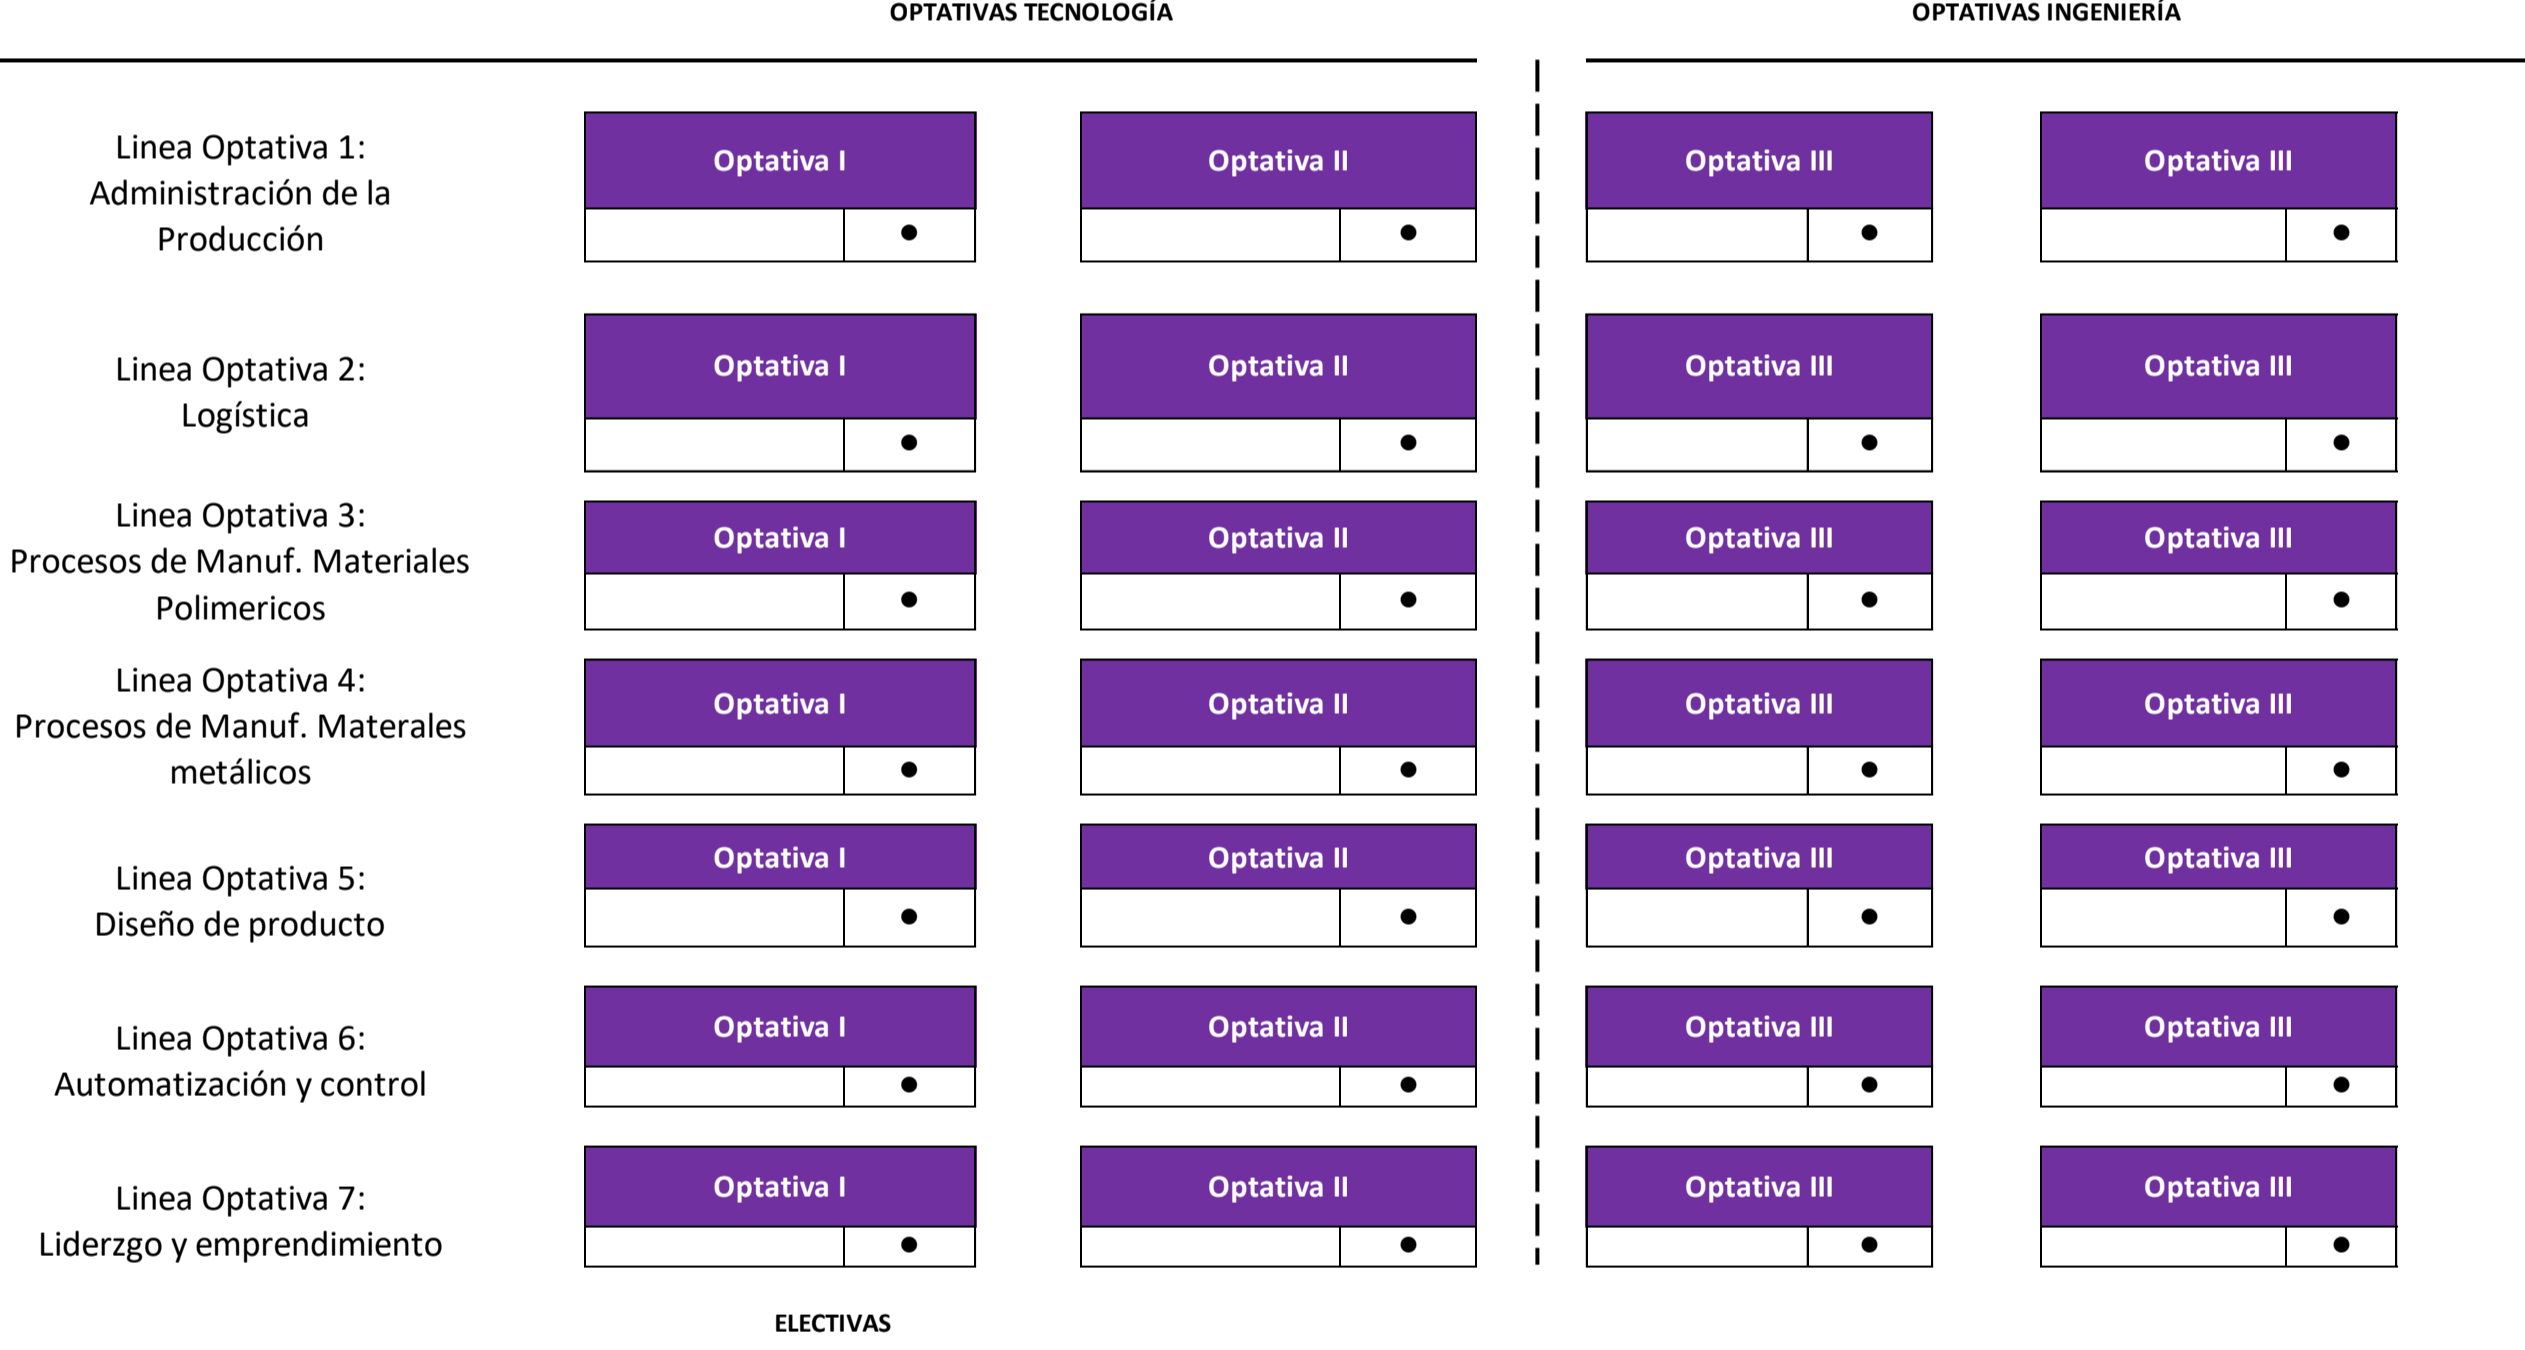 OPTATIVAS TECNOLOGÍA
OPTATIVAS INGENIERÍA
Linea Optativa 1:
Administración de la
Producción
Optativa I
Optativa II
Optativa III
Optativa III
Linea Optativa 2:
Logística
Optativa I
Optativa II
Optativa III
Optativa III
Linea Optativa 3:
Procesos de Manuf. Materiales
Polimericos
Optativa I
Optativa II
Optativa III
Optativa III
Linea Optativa 4:
Procesos de Manuf. Materales
metálicos
Optativa I
Optativa II
Optativa III
Optativa III
Linea Optativa 5:
Diseño de producto
Optativa I
Optativa II
Optativa III
Optativa III
Linea Optativa 6:
Automatización y control
Optativa I
Optativa II
Optativa III
Optativa III
Linea Optativa 7:
Liderzgo y emprendimiento
Optativa I
Optativa II
Optativa III
Optativa III
ELECTIVAS